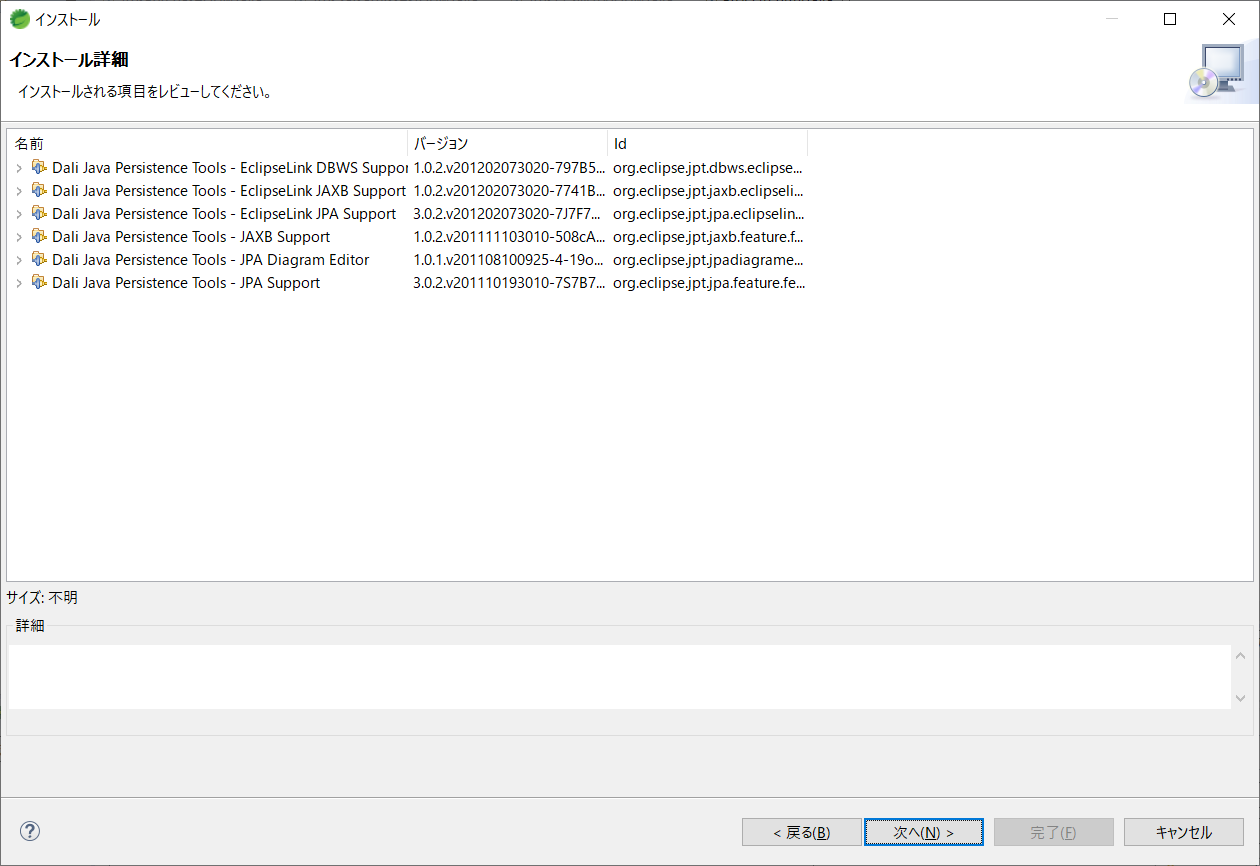 インストール
インストール詳細
インストールされる項目をレビューしてください。
名前 バージョン Id
Dali Java Persistence Tools - EclipseLink DBWS Suppor 1.0.2.v201202073020-797B5... org.eclipse.jpt.dbws.eclipse...
Dali Java Persistence Tools - EclipseLink JAXB Support 1.0.2.v201202073020-7741B... org.eclipse.jpt.jaxb.eclipseli...
Dali Java Persistence Tools - EclipseLink JPA Support 3.0.2.v201202073020-7J7F7... org.eclipse.jpt.jpa.eclipselin...
Dali Java Persistence Tools - JAXB Support 1.0.2.v201111103010-508cA... org.eclipse.jpt.jaxb.feature.f...
Dali Java Persistence Tools - JPA Diagram Editor 1.0.1.v201108100925-4-19o... org.eclipse.jpt.jpadiagrame...
Dali Java Persistence Tools - JPA Support 3.0.2.v201110193010-7S7B7... org.eclipse.jpt.jpa.feature.fe...
サイズ: 不明
詳細
< 戻る(B) 次へ(N) > 完了(F) キャンセル